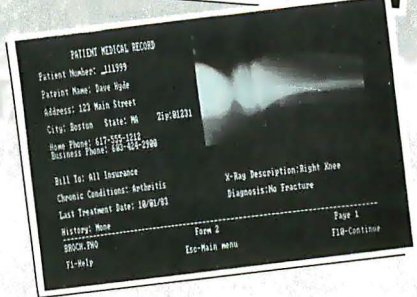 PATIENT MEDICAL RECORD
Patient Number: _111999
Patient Name: Dave Hyde
Address: 123 Main Street
City: Boston State: MA Zip:01231
Home Phone: 617-555-1212
Business Phone: 603-424-2900
Bill To: All Insurance
Chronic Conditions: Arthritis
Last Treatment Date: 10/01/83
History: None
X-Ray Description:Right Knee
Diagnosis:No Fracture
BROCH.PNO Form 2 Page 1
F1-Help Esc-Main menu F10-Continue